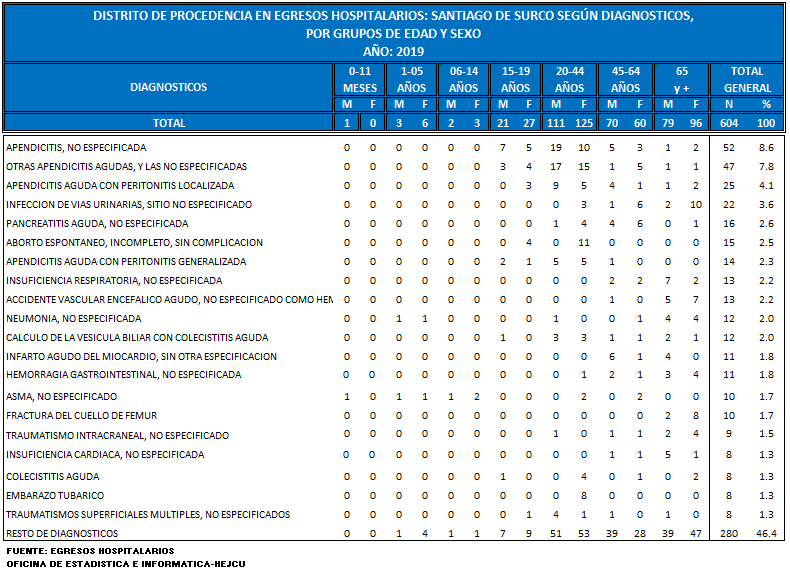 DISTRITO DE PROCEDENCIA EN EGRESOS HOSPITALARIOS: SANTIAGO DE SURCO SEGÚN DIAGNOSTICOS,
POR GRUPOS DE EDAD Y SEXO
AÑO: 2019
DIAGNOSTICOS 0-11 MESES 1-05 AÑOS 06-14 AÑOS 15-19 AÑOS 20-44 AÑOS 45-64 AÑOS 65 y + TOTAL GENERAL
M F M F M F M F M F M F M F N %
TOTAL 1 0 3 6 2 3 21 27 111 125 70 60 79 96 604 100
APENDICITIS, NO ESPECIFICADA 0 0 0 0 0 0 7 5 19 10 5 3 1 2 52 8.6
OTRAS APENDICITIS AGUDAS, Y LAS NO ESPECIFICADAS 0 0 0 0 0 0 3 4 17 15 1 5 1 1 47 7.8
APENDICITIS AGUDA CON PERITONITIS LOCALIZADA 0 0 0 0 0 0 0 3 9 5 4 1 1 2 25 4.1
INFECCION DE VIAS URINARIAS, SITIO NO ESPECIFICADO 0 0 0 0 0 0 0 0 0 3 1 6 2 10 22 3.6
PANCREATITIS AGUDA, NO ESPECIFICADA 0 0 0 0 0 0 0 0 1 4 4 6 0 1 16 2.6
ABORTO ESPONTANEO, INCOMPLETO, SIN COMPLICACION 0 0 0 0 0 0 0 4 0 11 0 0 0 0 15 2.5
APENDICITIS AGUDA CON PERITONITIS GENERALIZADA 0 0 0 0 0 0 2 1 5 5 1 0 0 0 14 2.3
INSUFICIENCIA RESPIRATORIA, NO ESPECIFICADA 0 0 0 0 0 0 0 0 0 0 2 2 7 2 13 2.2
ACCIDENTE VASCULAR ENCEFALICO AGUDO, NO ESPECIFICADO COMO HEM 0 0 0 0 0 0 0 0 0 0 1 0 5 7 13 2.2
NEUMONIA, NO ESPECIFICADA 0 0 1 1 0 0 0 0 0 0 1 1 4 4 12 2.0
CALCULO DE LA VESICULA BILIAR CON COLECISTITIS AGUDA 0 0 0 0 0 0 1 0 3 3 1 1 2 1 12 2.0
INFARTO AGUDO DEL MIOCARDIO, SIN OTRA ESPECIFICACION 0 0 0 0 0 0 0 0 0 0 6 1 4 0 11 1.8
HEMORRAGIA GASTROINTESTINAL, NO ESPECIFICADA 0 0 0 0 0 0 0 0 0 1 2 1 3 4 11 1.8
ASMA, NO ESPECIFICADO 1 0 1 1 1 2 0 0 0 2 0 2 0 0 10 1.7
FRACTURA DEL CUELLO DE FEMUR 0 0 0 0 0 0 0 0 0 0 0 0 2 8 10 1.7
TRAUMATISMO INTRACRANEAL, NO ESPECIFICADO 0 0 0 0 0 0 0 0 1 0 1 1 2 4 9 1.5
INSUFICIENCIA CARDIACA, NO ESPECIFICADA 0 0 0 0 0 0 0 0 0 0 1 1 5 1 8 1.3
COLECISTITIS AGUDA 0 0 0 0 0 0 1 0 0 4 0 1 0 2 8 1.3
EMBARAZO TUBARICO 0 0 0 0 0 0 0 0 0 8 0 0 0 0 8 1.3
TRAUMATISMOS SUPERFICIALES MULTIPLES, NO ESPECIFICADOS 0 0 0 0 0 0 0 1 4 1 1 0 1 0 8 1.3
RESTO DE DIAGNOSTICOS 0 0 1 4 1 1 7 9 51 53 39 28 39 47 280 46.4
FUENTE: EGRESOS HOSPITALARIOS
OFICINA DE ESTADISTICA E INFORMATICA-HEJCU